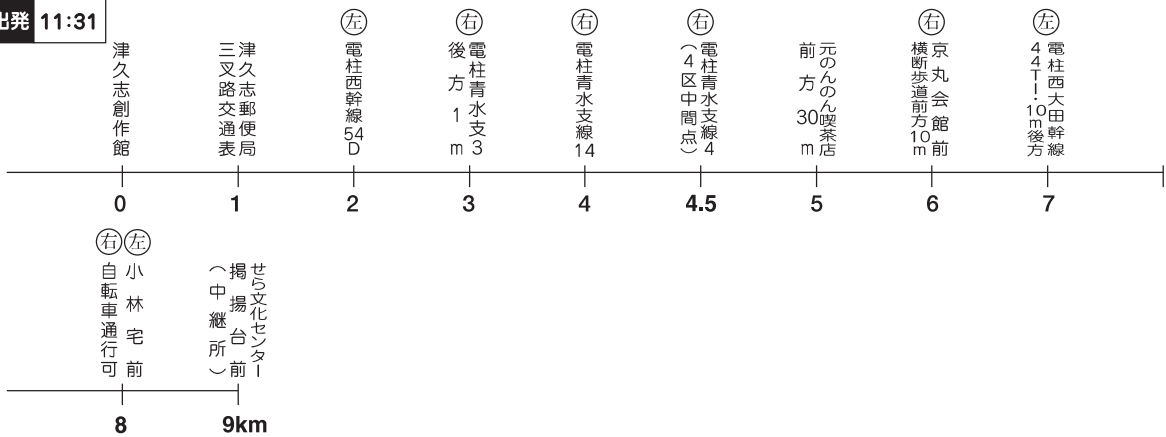 出発 11:31
津久志創作館
0
津久志郵便局
三叉路交通表
1
左
電柱西幹線54D
2
右
電柱青水支3
後方1m
3
右
電柱青水支線14
4
右
電柱青水支線4
（4区中間点）
4.5
元のんのん喫茶店
前方30m
5
右
京丸会館前
横断歩道前方10m
6
左
電柱西大田幹線
44T1・10m後方
7
左
小林宅前
右
自転車通行可
8
せら文化センター
掲揚台前
（中継所）
9km